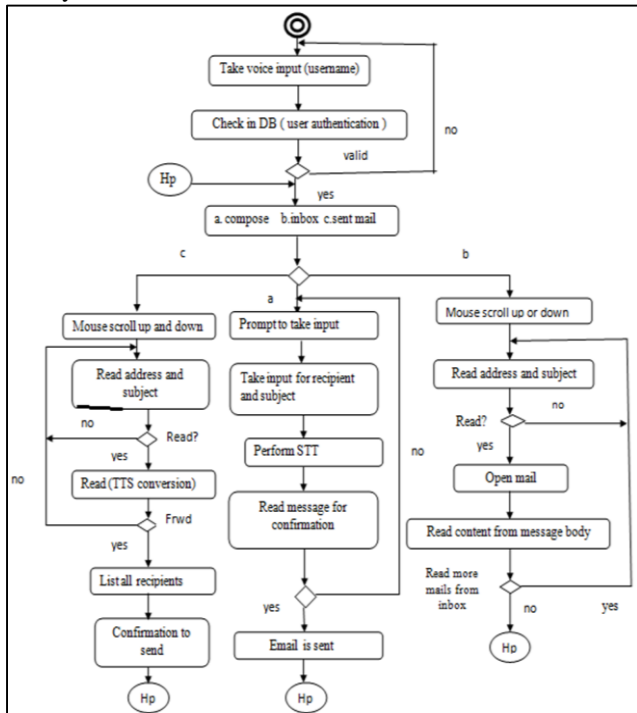 Take voice input (username)
Check in DB ( user authentication )
no
valid
Hp
yes
a. compose b.inbox c.sent mail
c
b
a
Mouse scroll up and down
Read address and
subject
no
Read?
yes
no
Read (TTS conversion)
Frwd
yes
List all recipients
Confirmation to
send
Hp
Prompt to take input
Take input for recipient
and subject
Perform STT
no
Read message for
confirmation
yes
Email is sent
Hp
Mouse scroll up or down
Read address and subject
no
Read?
yes
Open mail
Read content from message body
Read more
mails from
inbox
no
yes
Hp